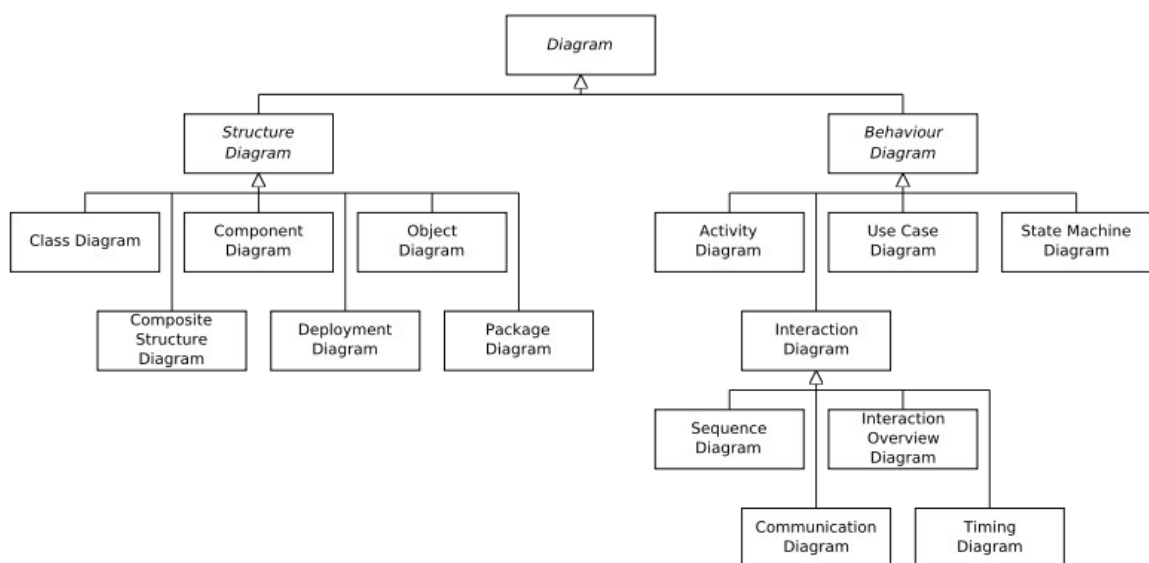 Diagram
Structure
Diagram
Behaviour
Diagram
Class Diagram
Component
Diagram
Object
Diagram
Activity
Diagram
Use Case
Diagram
State Machine
Diagram
Composite
Structure
Diagram
Deployment
Diagram
Package
Diagram
Interaction
Diagram
Sequence
Diagram
Interaction
Overview
Diagram
Communication
Diagram
Timing
Diagram